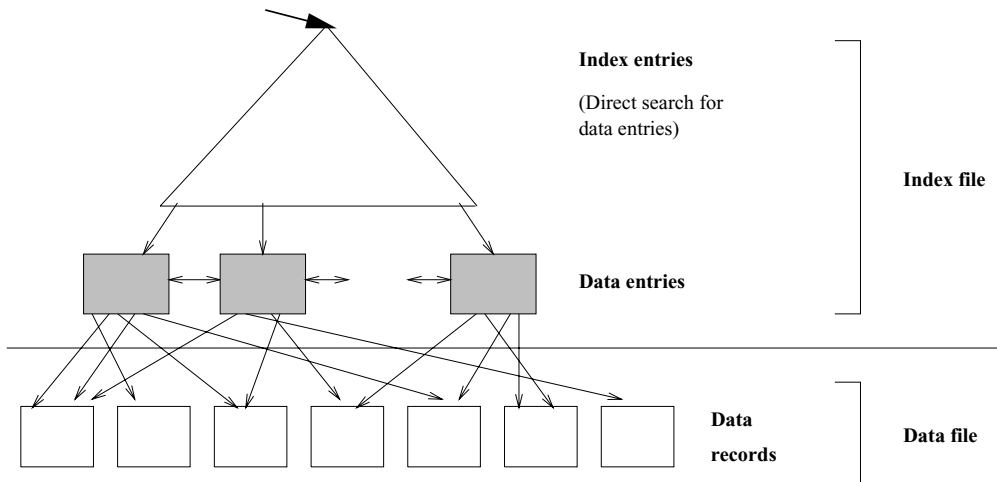 Index entries
(Direct search for
data entries)
Index file
Data entries
Data
records
Data file